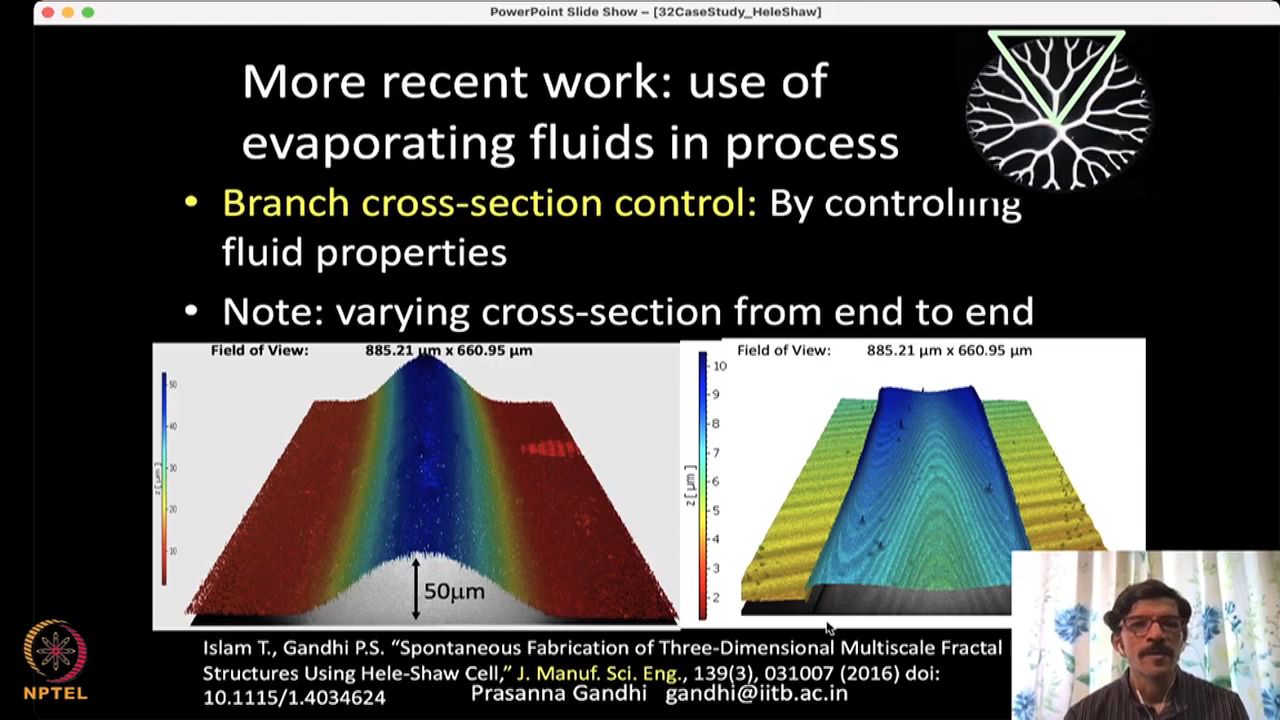 PowerPoint Slide Show – [32CaseStudy_HeleShaw]
More recent work: use of
evaporating fluids in process
• Branch cross-section control: By controlling
fluid properties
• Note: varying cross-section from end to end
Field of View: 885.21 µm x 660.95 µm
50
40
30
20
10
z [ µm ]
50µm
Field of View: 885.21 µm x 660.95 µm
10
9
8
7
6
5
4
3
2
z [ µm ]
Islam T., Gandhi P.S. “Spontaneous Fabrication of Three-Dimensional Multiscale Fractal
Structures Using Hele-Shaw Cell,” J. Manuf. Sci. Eng., 139(3), 031007 (2016) doi:
10.1115/1.4034624
Prasanna Gandhi gandhi@iitb.ac.in
NPTEL